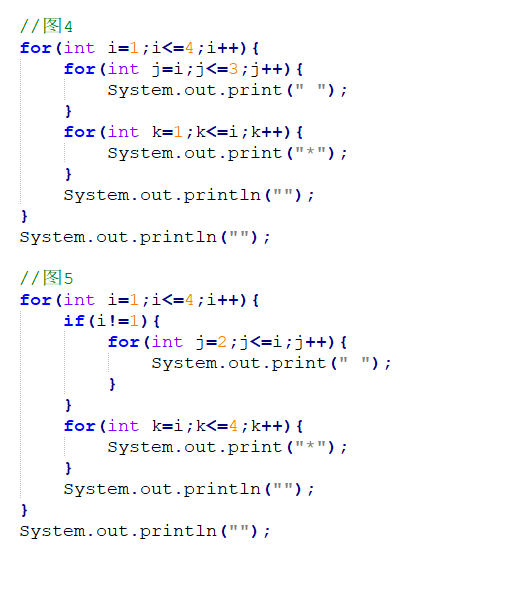 //图4
for(int i=1;i<=4;i++){
    for(int j=i;j<=3;j++){
        System.out.print(" ");
    }
    for(int k=1;k<=i;k++){
        System.out.print("*");
    }
    System.out.println("");
}
System.out.println("");

//图5
for(int i=1;i<=4;i++){
    if(i!=1){
        for(int j=2;j<=i;j++){
            System.out.print(" ");
        }
    }
    for(int k=i;k<=4;k++){
        System.out.print("*");
    }
    System.out.println("");
}
System.out.println("");